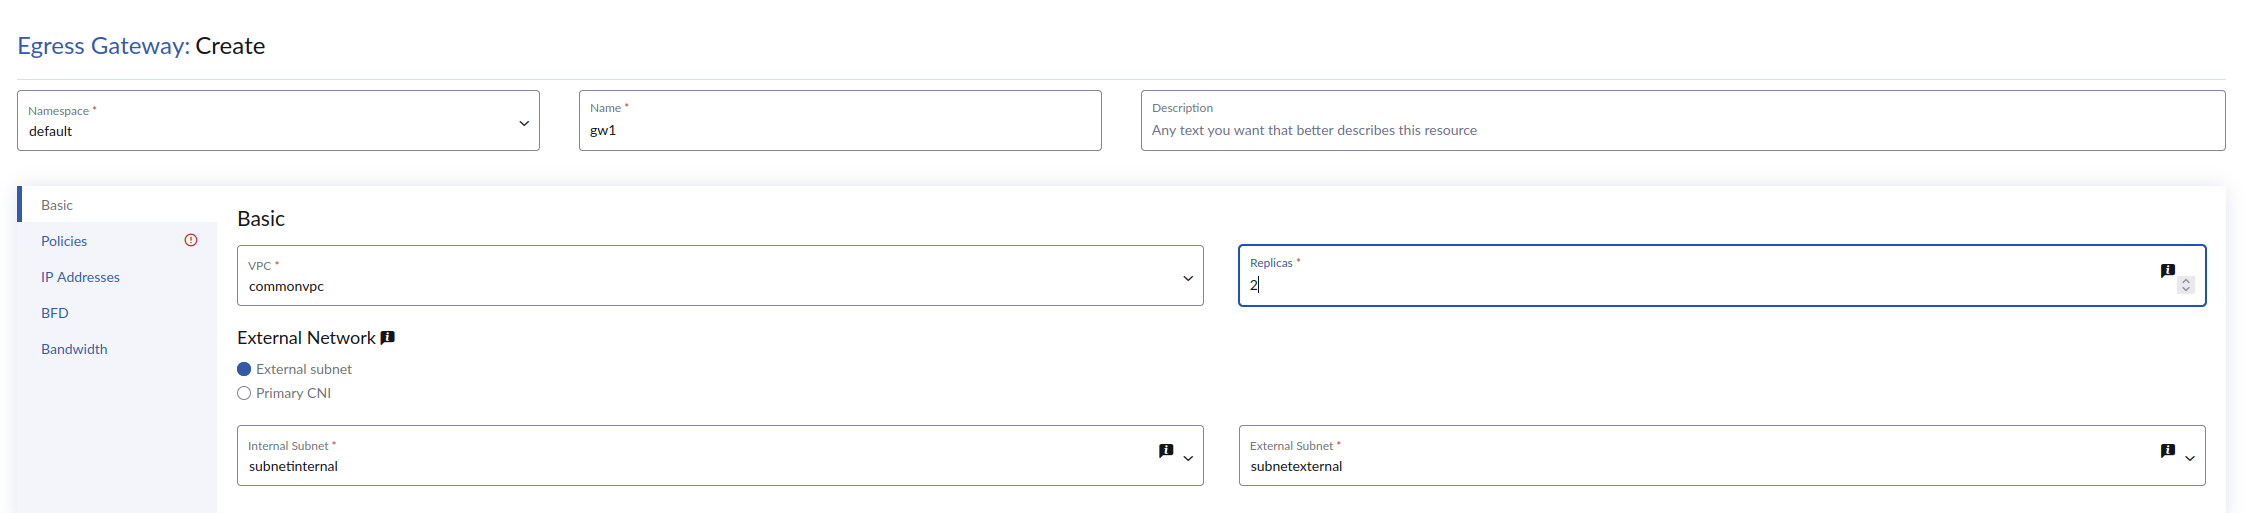 Egress Gateway: Create
Namespace *
default
Name *
gw1
Description
Any text you want that better describes this resource
Basic
Policies
IP Addresses
BFD
Bandwidth
Basic
VPC *
commonvpc
Replicas *
2
External Network
External subnet
Primary CNI
Internal Subnet *
subnetinternal
External Subnet *
subnetexternal